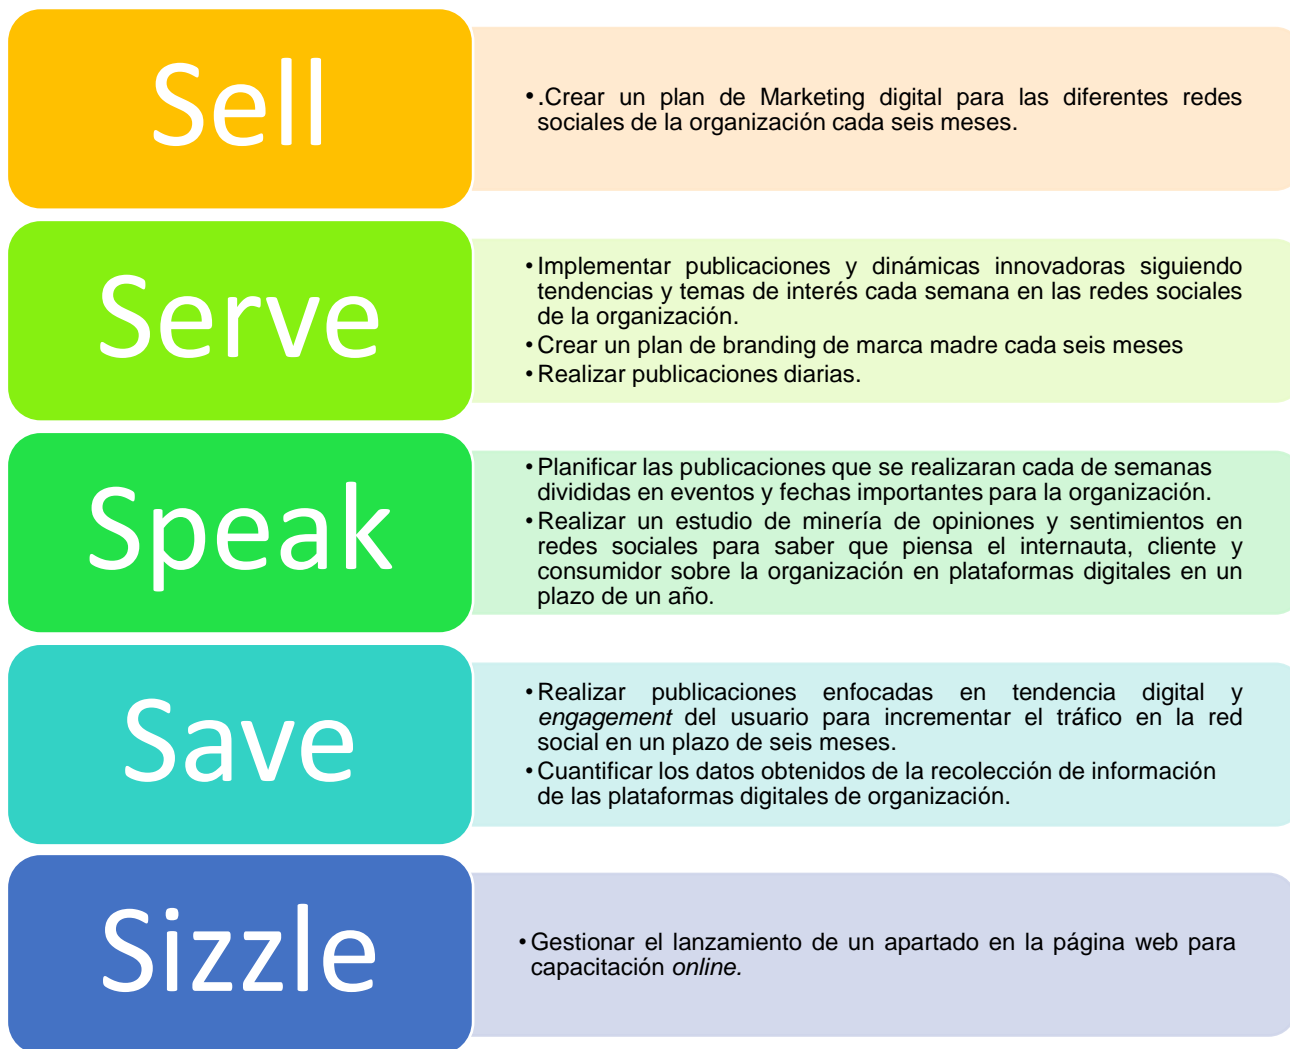 Sell
• .Crear un plan de Marketing digital para las diferentes redes
sociales de la organización cada seis meses.
Serve
• Implementar publicaciones y dinámicas innovadoras siguiendo
tendencias y temas de interés cada semana en las redes sociales
de la organización.
• Crear un plan de branding de marca madre cada seis meses
• Realizar publicaciones diarias.
Speak
• Planificar las publicaciones que se realizaran cada de semanas
divididas en eventos y fechas importantes para la organización.
• Realizar un estudio de minería de opiniones y sentimientos en
redes sociales para saber que piensa el internauta, cliente y
consumidor sobre la organización en plataformas digitales en un
plazo de un año.
Save
• Realizar publicaciones enfocadas en tendencia digital y
engagement del usuario para incrementar el tráfico en la red
social en un plazo de seis meses.
• Cuantificar los datos obtenidos de la recolección de información
de las plataformas digitales de organización.
Sizzle
• Gestionar el lanzamiento de un apartado en la página web para
capacitación online.